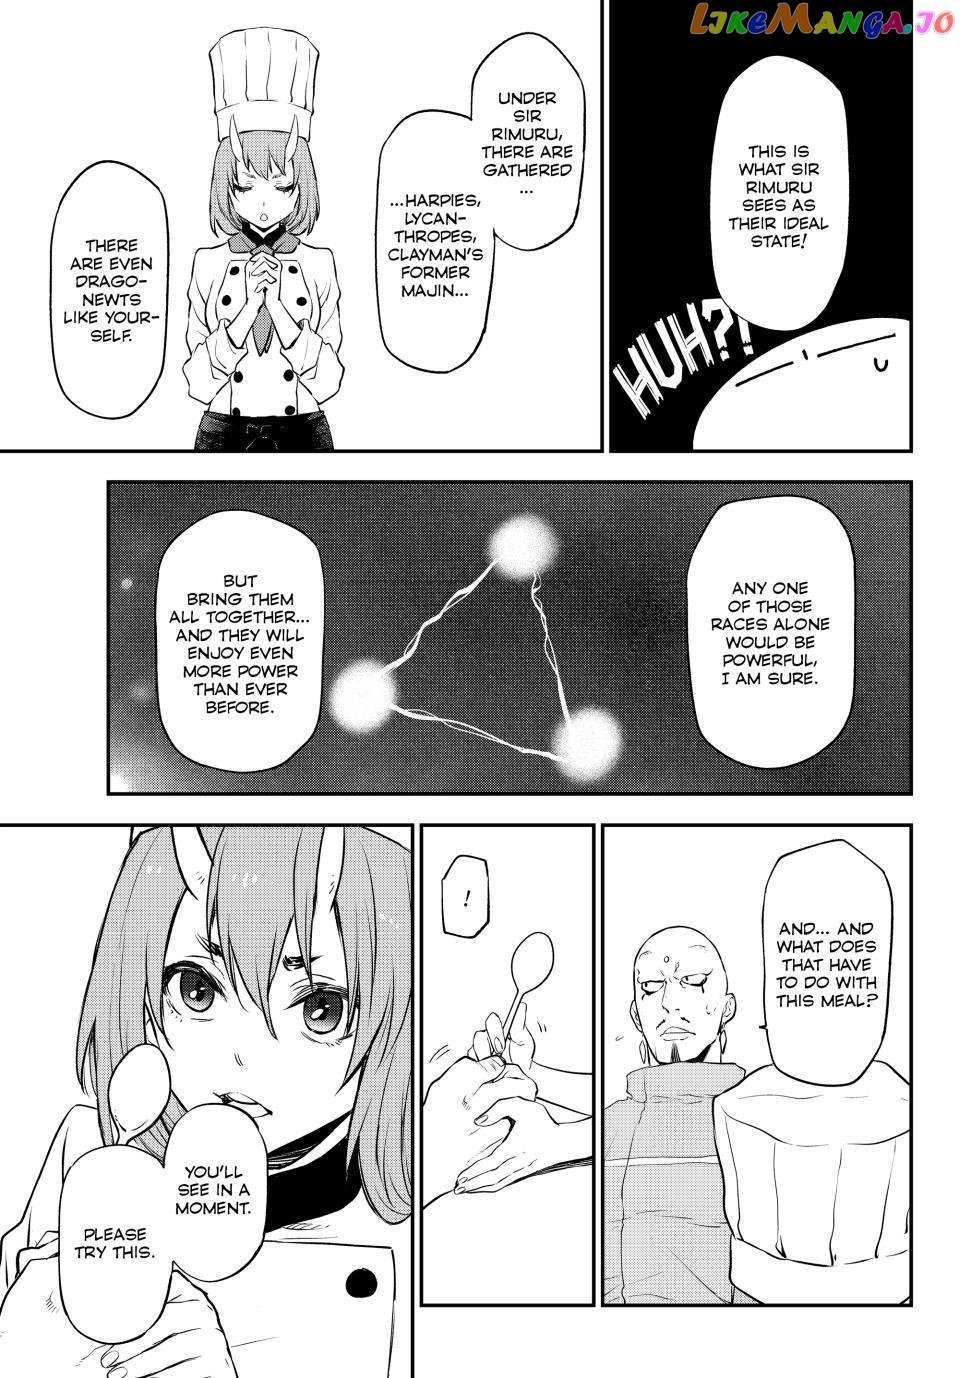 LIKEMANGA.IO
THIS IS
WHAT SIR
RIMURU
SEES AS
THEIR IDEAL
STATE!
HUH?!
UNDER
SIR
RIMURU,
THERE ARE
GATHERED
...
...HARPIES,
LYCAN-
THROPES,
CLAYMAN'S
FORMER
MAJIN...
THERE
ARE EVEN
DRAGO-
NEWTS
LIKE YOUR-
SELF.
ANY ONE
OF THOSE
RACES ALONE
WOULD BE
POWERFUL,
I AM SURE.
BUT
BRING THEM
ALL TOGETHER...
AND THEY WILL
ENJOY EVEN
MORE POWER
THAN EVER
BEFORE.
AND... AND
WHAT DOES
THAT HAVE
TO DO WITH
THIS MEAL?
!
YOU'LL
SEE IN A
MOMENT.
PLEASE
TRY THIS.